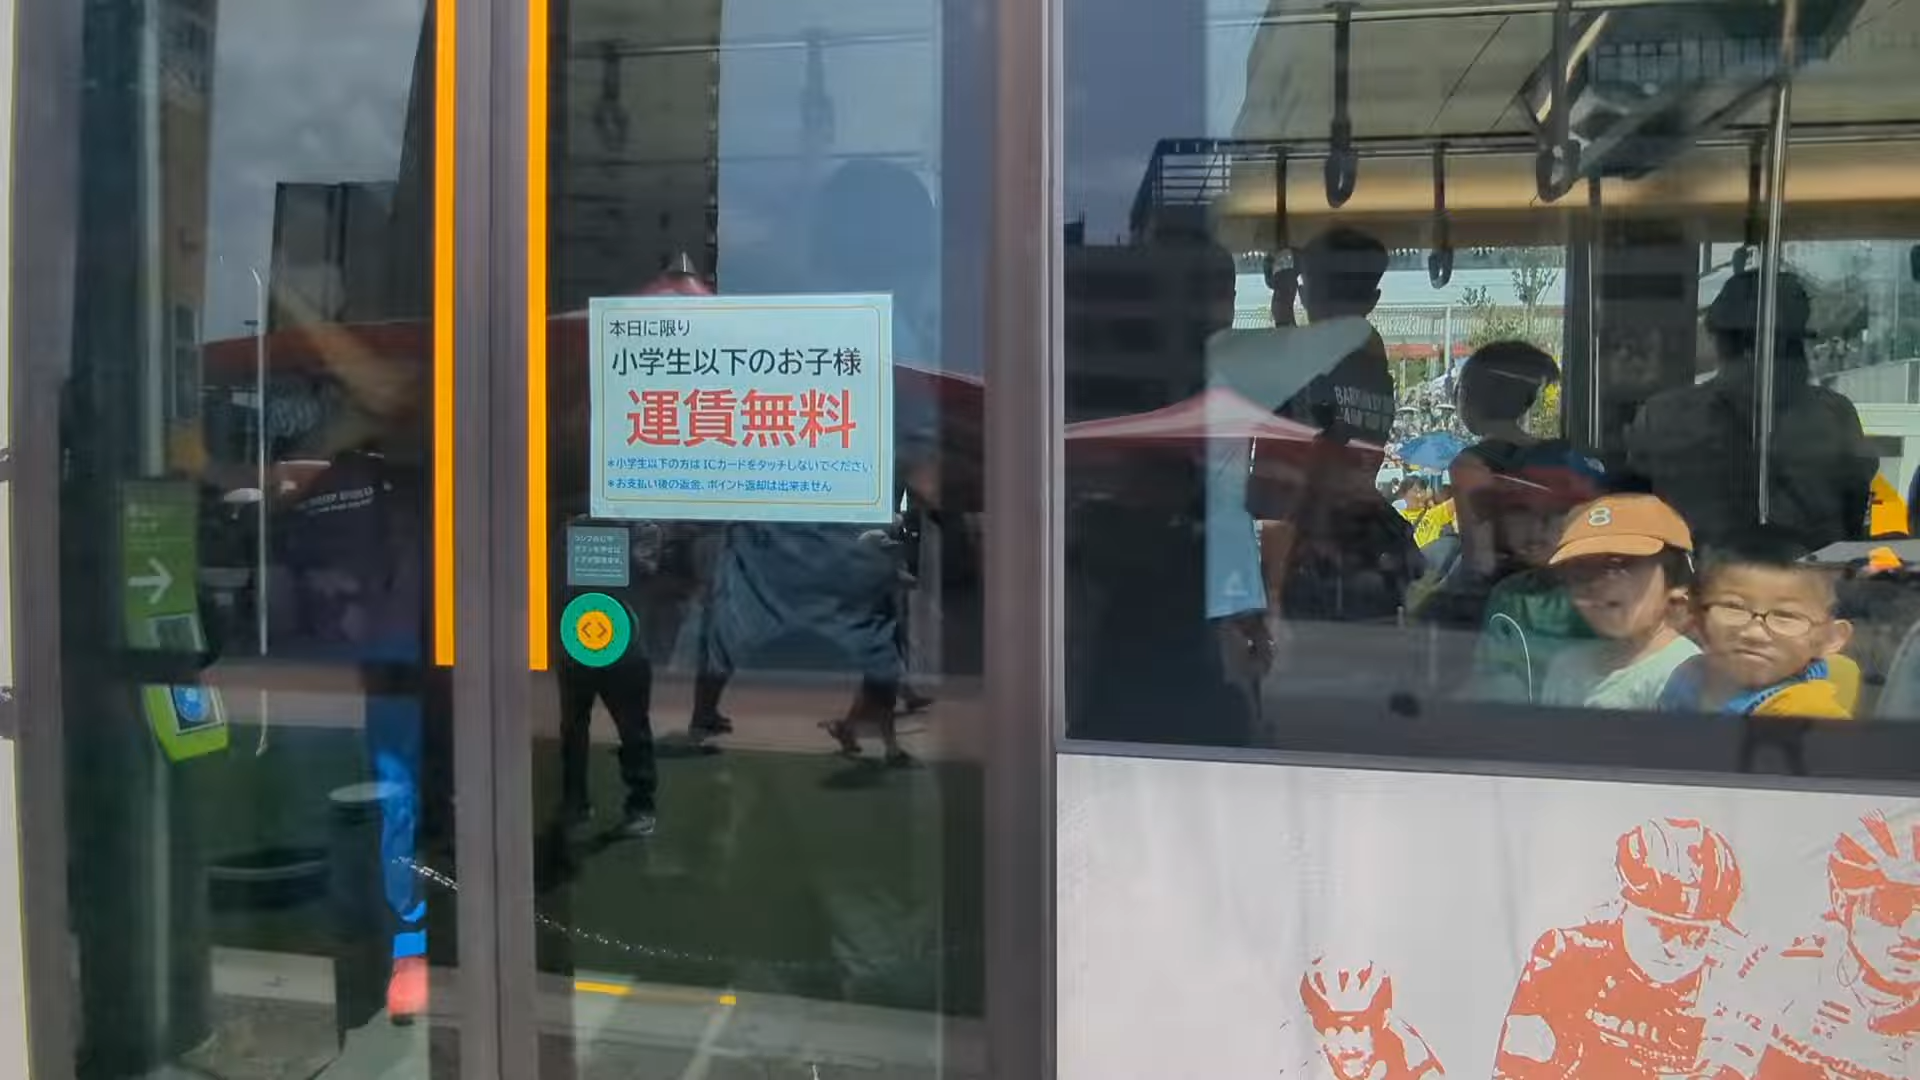 本日に限り
小学生以下のお子様
運賃無料
*小学生以下の方は ICカードをタッチしないでください
*お支払い後の返金、ポイント返却は出来ません
8